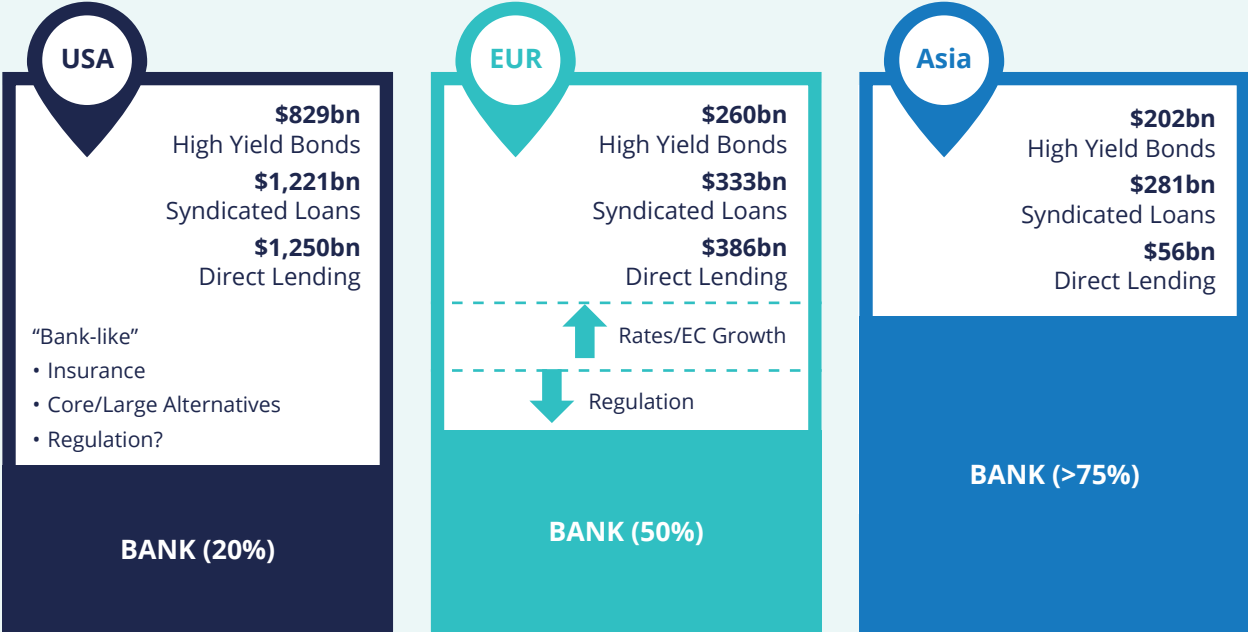 USA
$829bn
High Yield Bonds
$1,221bn
Syndicated Loans
$1,250bn
Direct Lending
“Bank-like”
• Insurance
• Core/Large Alternatives
• Regulation?
BANK (20%)
EUR
$260bn
High Yield Bonds
$333bn
Syndicated Loans
$386bn
Direct Lending
Rates/EC Growth
Regulation
BANK (50%)
Asia
$202bn
High Yield Bonds
$281bn
Syndicated Loans
$56bn
Direct Lending
BANK (>75%)